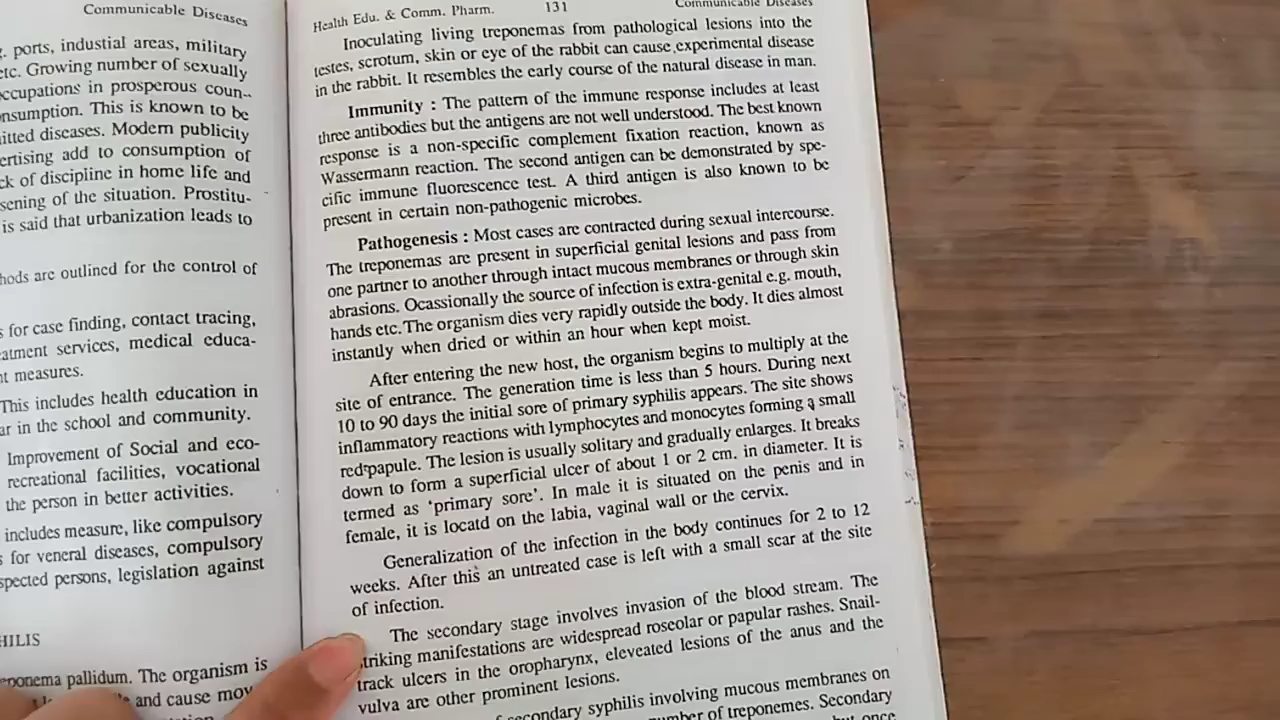 Communicable Diseases
g. ports, industial areas, military
etc. Growing number of sexually
occupations in prosperous coun-
nsumption. This is known to be
itted diseases. Modern publicity
ertising add to consumption of
ck of discipline in home life and
sening of the situation. Prostitu-
is said that urbanization leads to
hods are outlined for the control of
s for case finding, contact tracing,
eatment services, medical educa-
nt measures.
This includes health education in
ar in the school and community.
Improvement of Social and eco-
recreational facilities, vocational
the person in better activities.
includes measure, like compulsory
s for veneral diseases, compulsory
spected persons, legislation against
HILIS
eponema pallidum. The organism is
and cause mov
Health Edu. & Comm. Pharm. 131 Communicable Diseases
Inoculating living treponemas from pathological lesions into the
testes, scrotum, skin or eye of the rabbit can cause experimental disease
in the rabbit. It resembles the early course of the natural disease in man.
Immunity : The pattern of the immune response includes at least
three antibodies but the antigens are not well understood. The best known
response is a non-specific complement fixation reaction, known as
Wassermann reaction. The second antigen can be demonstrated by spe-
cific immune fluorescence test. A third antigen is also known to be
present in certain non-pathogenic microbes.
Pathogenesis : Most cases are contracted during sexual intercourse.
The treponemas are present in superficial genital lesions and pass from
one partner to another through intact mucous membranes or through skin
abrasions. Ocassionally the source of infection is extra-genital e.g. mouth,
hands etc. The organism dies very rapidly outside the body. It dies almost
instantly when dried or within an hour when kept moist.
After entering the new host, the organism begins to multiply at the
site of entrance. The generation time is less than 5 hours. During next
10 to 90 days the initial sore of primary syphilis appears. The site shows
inflammatory reactions with lymphocytes and monocytes forming a small
red papule. The lesion is usually solitary and gradually enlarges. It breaks
down to form a superficial ulcer of about 1 or 2 cm. in diameter. It is
termed as 'primary sore'. In male it is situated on the penis and in
female, it is locatd on the labia, vaginal wall or the cervix.
Generalization of the infection in the body continues for 2 to 12
weeks. After this an untreated case is left with a small scar at the site
of infection.
The secondary stage involves invasion of the blood stream. The
striking manifestations are widespread roseolar or papular rashes. Snail-
track ulcers in the oropharynx, eleveated lesions of the anus and the
vulva are other prominent lesions.
secondary syphilis involving mucous membranes on
number of treponemes. Secondary
but once